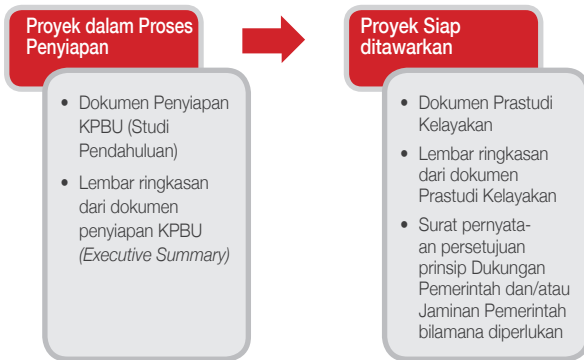 Proyek dalam Proses
Penyiapan
• Dokumen Penyiapan
KPBU (Studi
Pendahuluan)
• Lembar ringkasan
dari dokumen
penyiapan KPBU
(Executive Summary)
Proyek Siap
ditawarkan
• Dokumen Prastudi
Kelayakan
• Lembar ringkasan
dari dokumen
Prastudi Kelayakan
• Surat pernyata-
an persetujuan
prinsip Dukungan
Pemerintah dan/atau
Jaminan Pemerintah
bilamana diperlukan